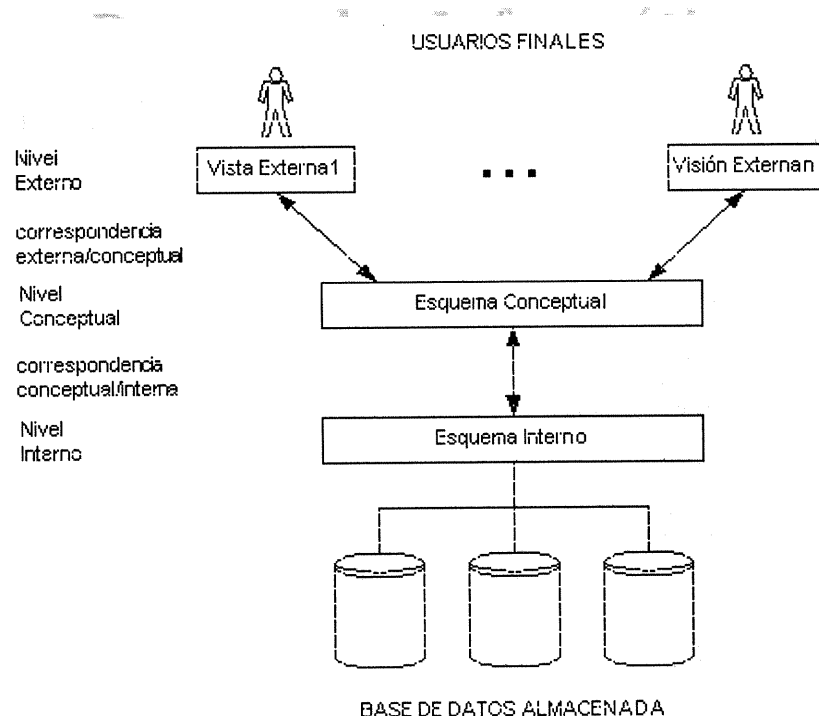 USUARIOS FINALES
Nivel
Externo
Vista Externa1
...
Visión Externan
correspondencia
externa/conceptual
Nivel
Conceptual
Esquema Conceptual
correspondencia
conceptual/interna
Nivel
Interno
Esquema Interno
BASE DE DATOS ALMACENADA